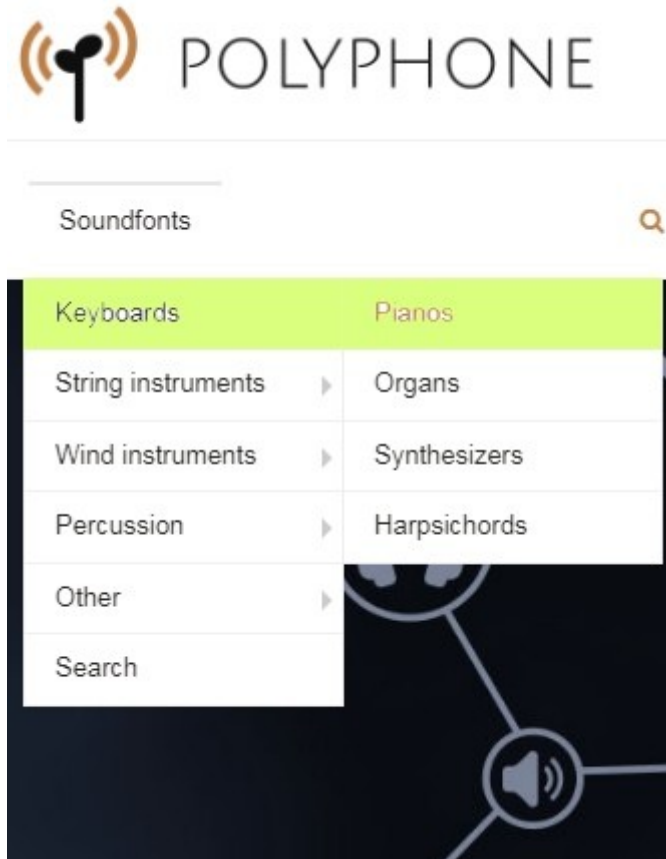 POLYPHONE
Soundfonts
Keyboards Pianos
String instruments Organs
Wind instruments Synthesizers
Percussion Harpsichords
Other
Search